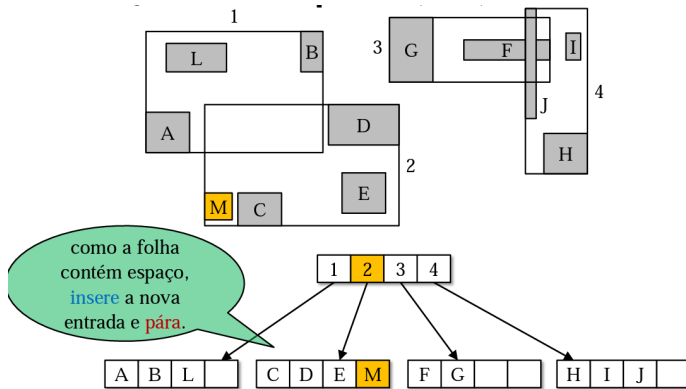 1
L
B
A
D
2
E
M
C
3
G
F
I
4
J
H
como a folha
contém espaço,
insere a nova
entrada e pára.
1 2 3 4
A B L
C D E M
F G
H I J